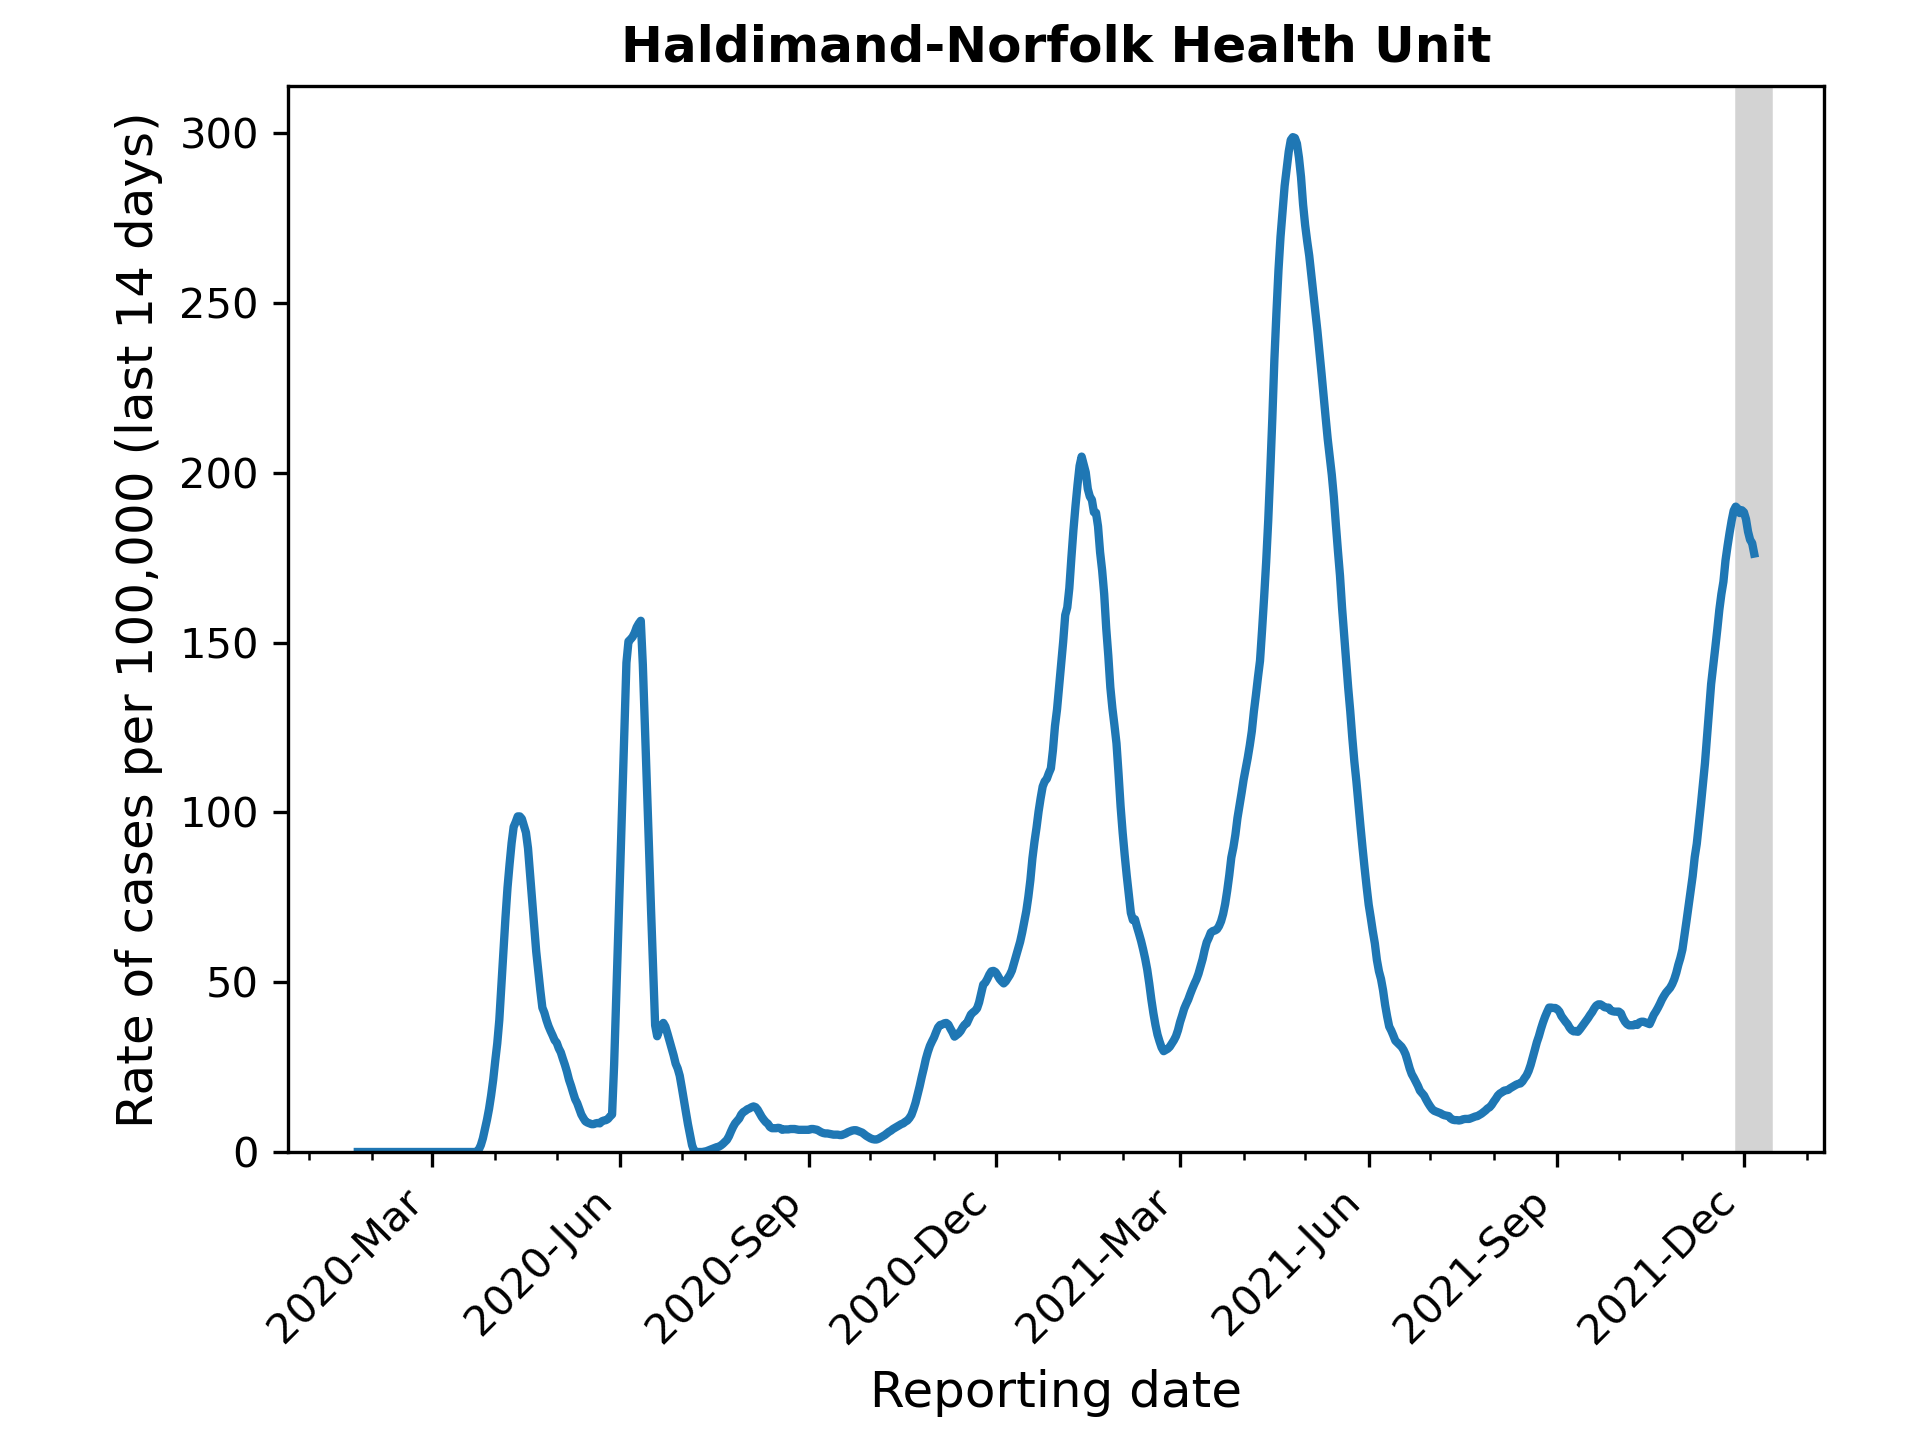 Haldimand-Norfolk Health Unit
Rate of cases per 100,000 (last 14 days)
300
250
200
150
100
50
0
2020-Mar
2020-Jun
2020-Sep
2020-Dec
2021-Mar
2021-Jun
2021-Sep
2021-Dec
Reporting date